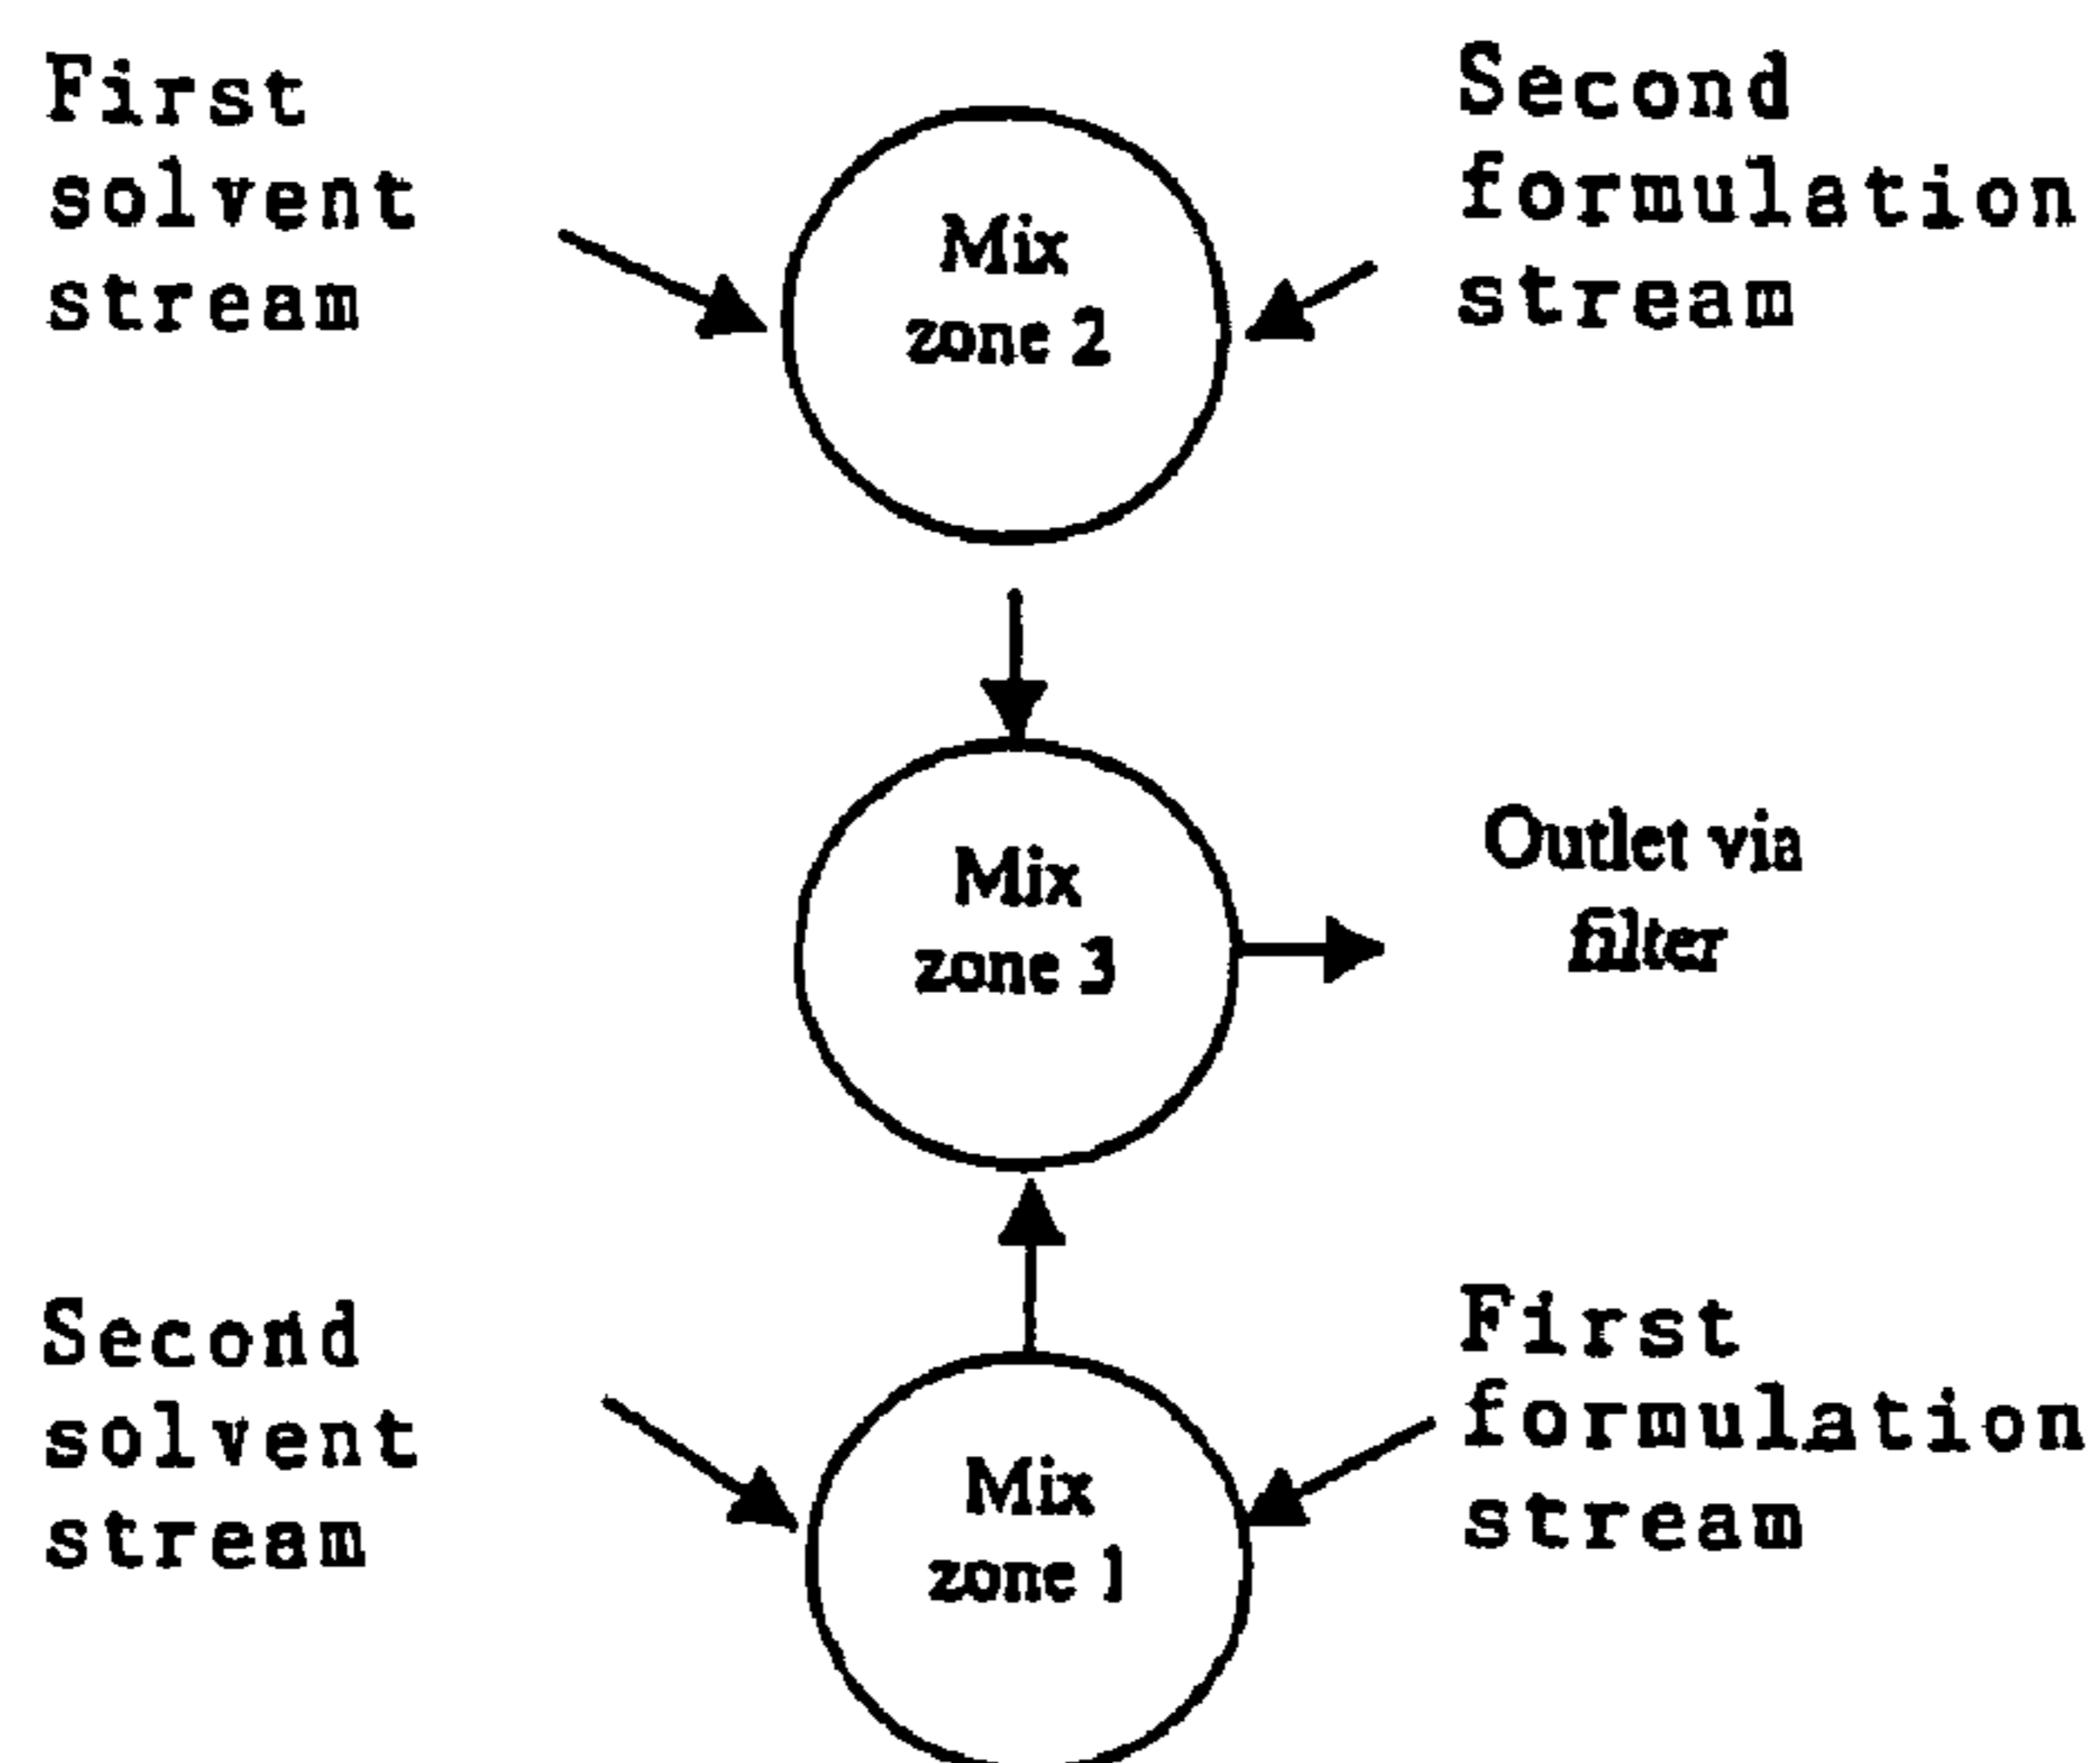 First
solvent
stream
Mix
zone 2
Second
formulation
stream
Mix
zone 3
Outlet via
filter
Second
solvent
stream
Mix
zone 1
First
formulation
stream